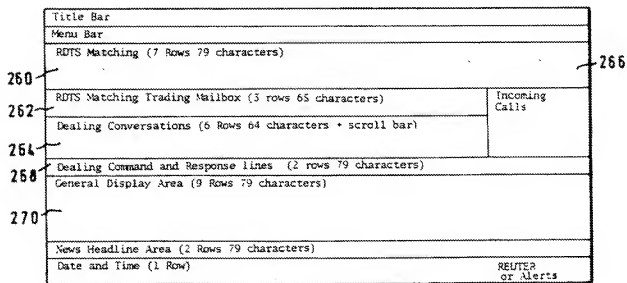 Title Bar
Menu Bar
RDTS Matching (7 Rows 79 characters)
260
266
RDTS Matching Trading Mailbox (3 rows 65 characters)
Incoming
Calls
262
Dealing Conversations (6 Rows 64 characters + scroll bar)
264
268
Dealing Command and Response lines (2 rows 79 characters)
General Display Area (9 Rows 79 characters)
270
News Headline Area (2 Rows 79 characters)
Date and Time (1 Row)
REUTER
or Alerts